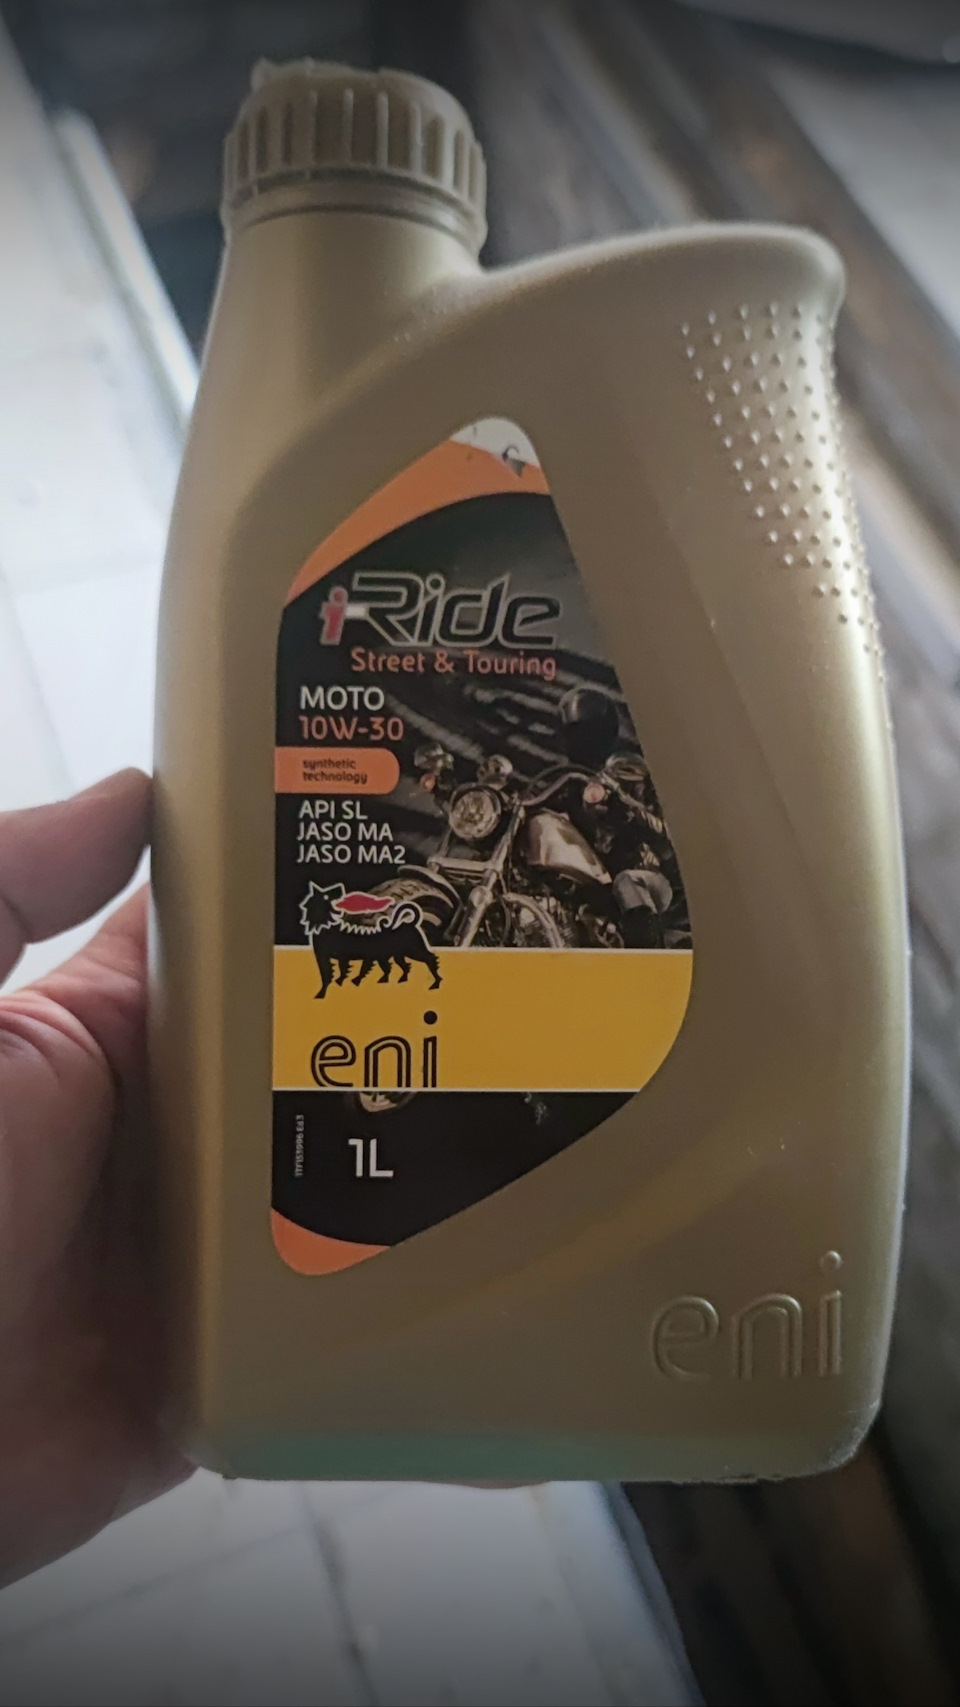 iRide
Street & Touring
MOTO
10W-30
synthetic
technology
API SL
JASO MA
JASO MA2
eni
1L
eni